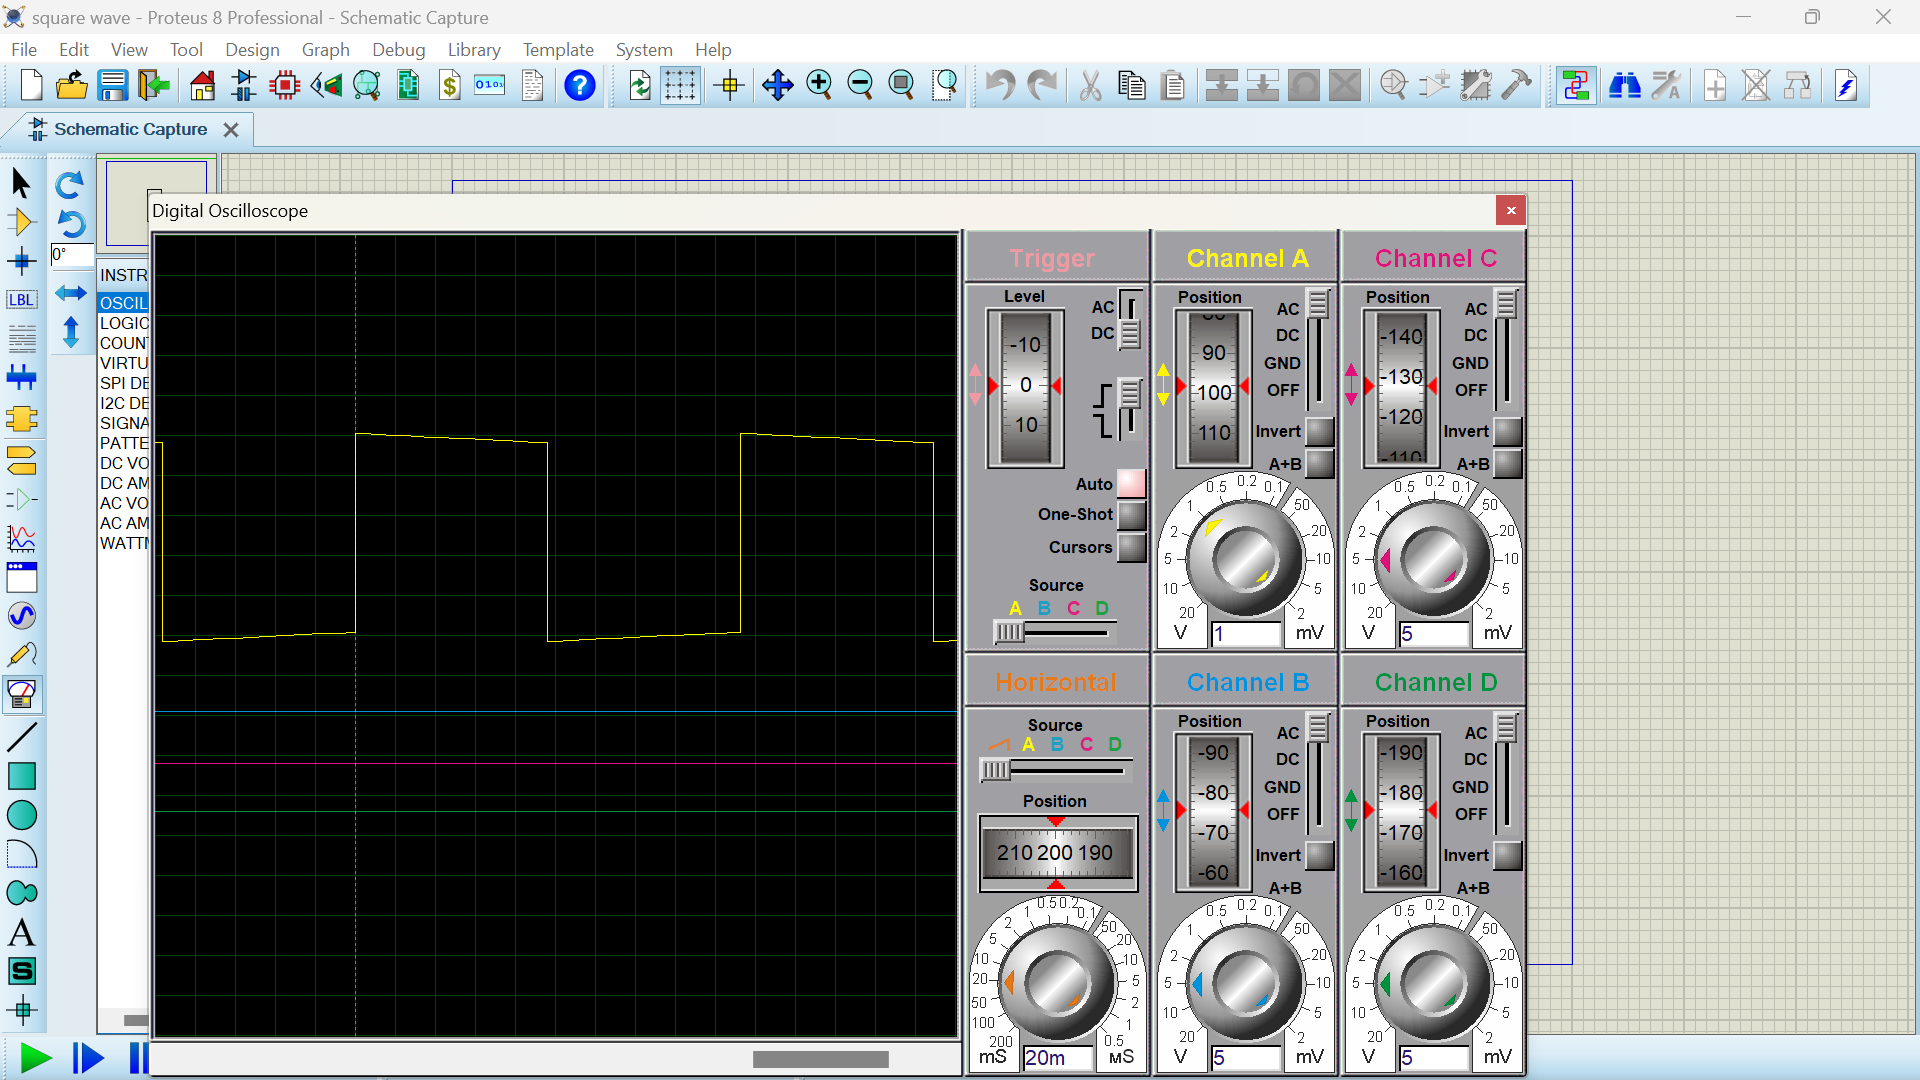 square wave - Proteus 8 Professional - Schematic Capture
File Edit View Tool Design Graph Debug Library Template System Help
Schematic Capture
LBL
0°
INSTR
OSCIL
LOGIC
COUNT
VIRTU
SPI DE
I2C DE
SIGNA
PATTE
DC VO
DC AM
AC VO
AC AM
WATTM
A
S
Digital Oscilloscope
Trigger
Level
-10
0
10
AC
DC
Auto
One-Shot
Cursors
Source
A B C D
Channel A
Position
90
100
110
AC
DC
GND
OFF
Invert
A+B
20 10 5 2 1 0.5 0.2 0.1 50 20 10 5 2
V 1 mV
Channel C
Position
-140
-130
-120
-110
AC
DC
GND
OFF
Invert
A+B
20 10 5 2 1 0.5 0.2 0.1 50 20 10 5 2
V 5 mV
Horizontal
Source
A B C D
Position
210 200 190
200 100 50 20 10 5 2 1 0.5 0.2 0.1 50 20 10 5 2 1 0.5
mS 20m µS
Channel B
Position
-90
-80
-70
-60
AC
DC
GND
OFF
Invert
A+B
20 10 5 2 1 0.5 0.2 0.1 50 20 10 5 2
V 5 mV
Channel D
Position
-190
-180
-170
-160
AC
DC
GND
OFF
Invert
A+B
20 10 5 2 1 0.5 0.2 0.1 50 20 10 5 2
V 5 mV